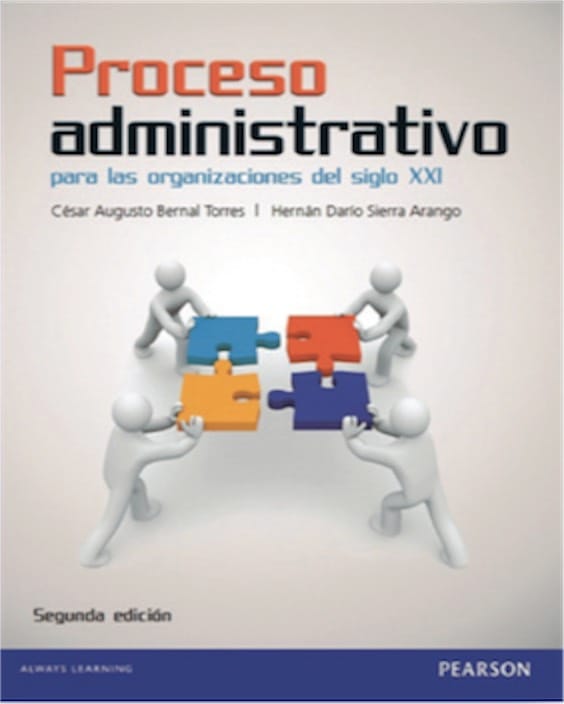 Proceso
administrativo
para las organizaciones del siglo XXI
César Augusto Bernal Torres | Hernán Darío Sierra Arango
Segunda edición
ALWAYS LEARNING
PEARSON